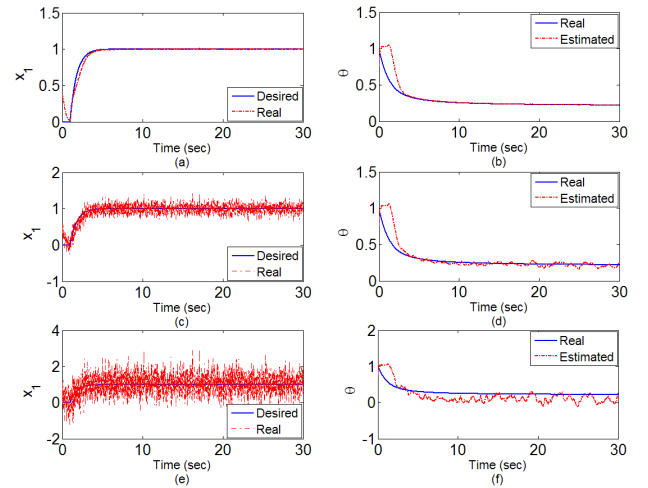 1.5
1
0.5
0
x1
Desired
Real
0 10 20 30
Time (sec)
(a)
1.5
1
0.5
0
θ
Real
Estimated
0 10 20 30
Time (sec)
(b)
2
1
0
-1
x1
Desired
Real
0 10 20 30
Time (sec)
(c)
1.5
1
0.5
0
θ
Real
Estimated
0 10 20 30
Time (sec)
(d)
4
2
0
-2
x1
Desired
Real
0 10 20 30
Time (sec)
(e)
2
1
0
-1
θ
Real
Estimated
0 10 20 30
Time (sec)
(f)